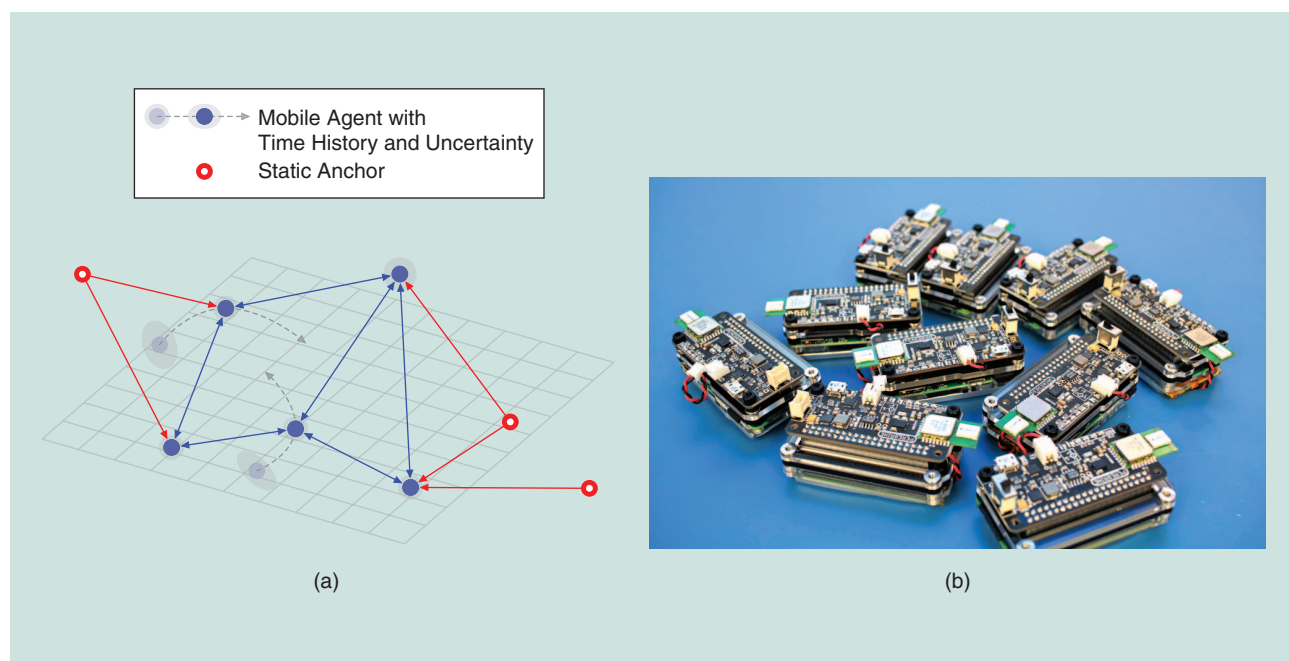 Mobile Agent with
Time History and Uncertainty
Static Anchor
(a)
(b)